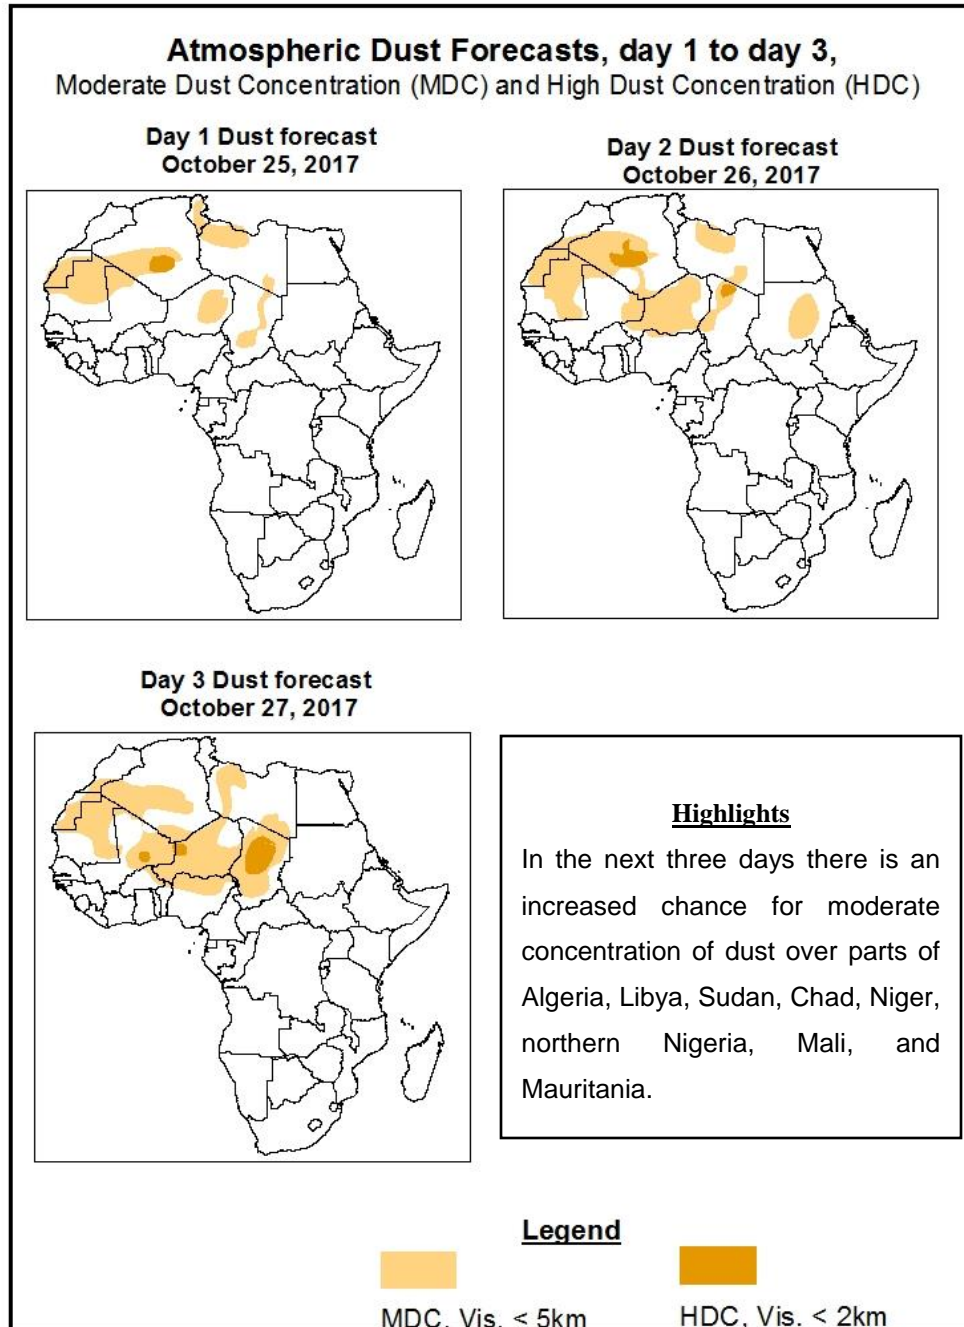 Atmospheric Dust Forecasts, day 1 to day 3,
Moderate Dust Concentration (MDC) and High Dust Concentration (HDC)
Day 1 Dust forecast
October 25, 2017
Day 2 Dust forecast
October 26, 2017
Day 3 Dust forecast
October 27, 2017
Highlights
In the next three days there is an
increased chance for moderate
concentration of dust over parts of
Algeria, Libya, Sudan, Chad, Niger,
northern Nigeria, Mali, and
Mauritania.
Legend
MDC, Vis. < 5km
HDC, Vis. < 2km